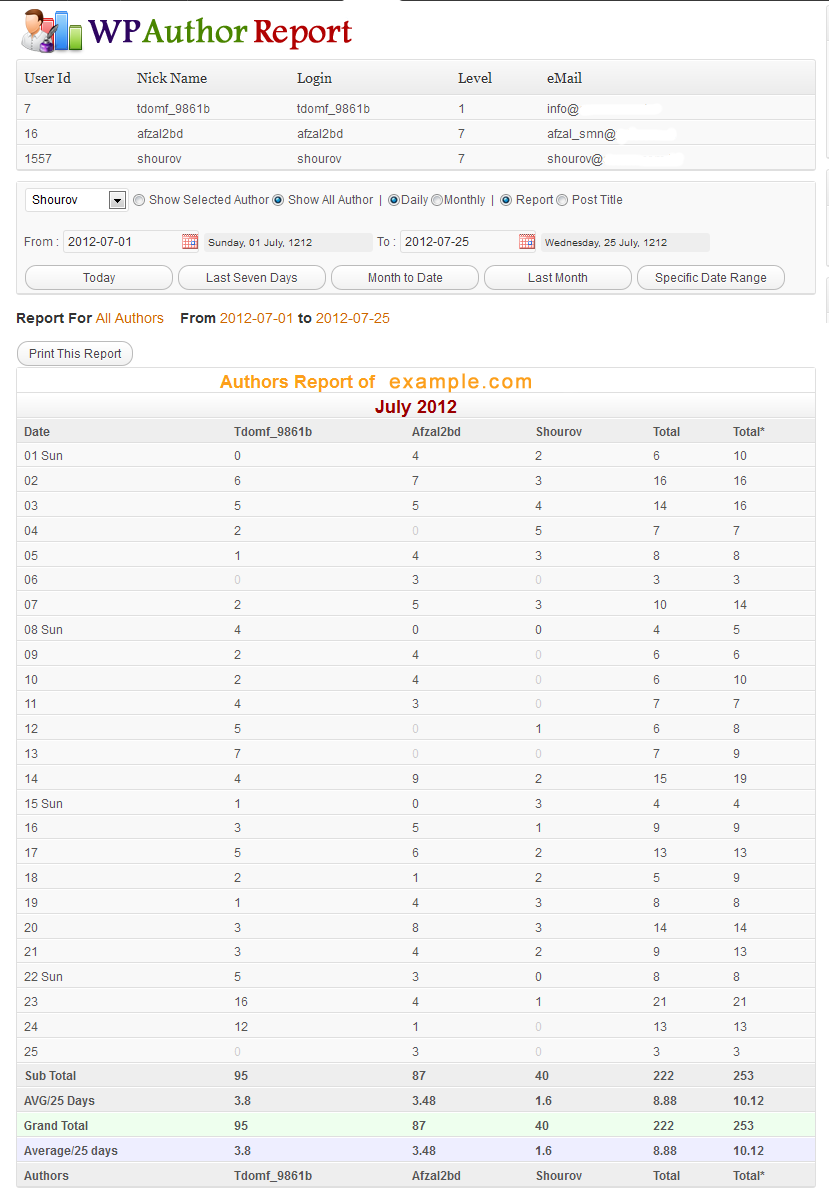 WPAuthor Report
User Id Nick Name Login Level eMail
7 tdomf_9861b tdomf_9861b 1 info@
16 afzal2bd afzal2bd 7 afzal_smn@
1557 shourov shourov 7 shourov@
Shourov Show Selected Author Show All Author | Daily Monthly | Report Post Title
From : 2012-07-01 Sunday, 01 July, 1212 To : 2012-07-25 Wednesday, 25 July, 1212
Today Last Seven Days Month to Date Last Month Specific Date Range
Report For All Authors From 2012-07-01 to 2012-07-25
Print This Report
Authors Report of example.com
July 2012
Date Tdomf_9861b Afzal2bd Shourov Total Total*
01 Sun 0 4 2 6 10
02 6 7 3 16 16
03 5 5 4 14 16
04 2 0 5 7 7
05 1 4 3 8 8
06 0 3 0 3 3
07 2 5 3 10 14
08 Sun 4 0 0 4 5
09 2 4 0 6 6
10 2 4 0 6 10
11 4 3 0 7 7
12 5 0 1 6 8
13 7 0 0 7 9
14 4 9 2 15 19
15 Sun 1 0 3 4 4
16 3 5 1 9 9
17 5 6 2 13 13
18 2 1 2 5 9
19 1 4 3 8 8
20 3 8 3 14 14
21 3 4 2 9 13
22 Sun 5 3 0 8 8
23 16 4 1 21 21
24 12 1 0 13 13
25 0 3 0 3 3
Sub Total 95 87 40 222 253
AVG/25 Days 3.8 3.48 1.6 8.88 10.12
Grand Total 95 87 40 222 253
Average/25 days 3.8 3.48 1.6 8.88 10.12
Authors Tdomf_9861b Afzal2bd Shourov Total Total*